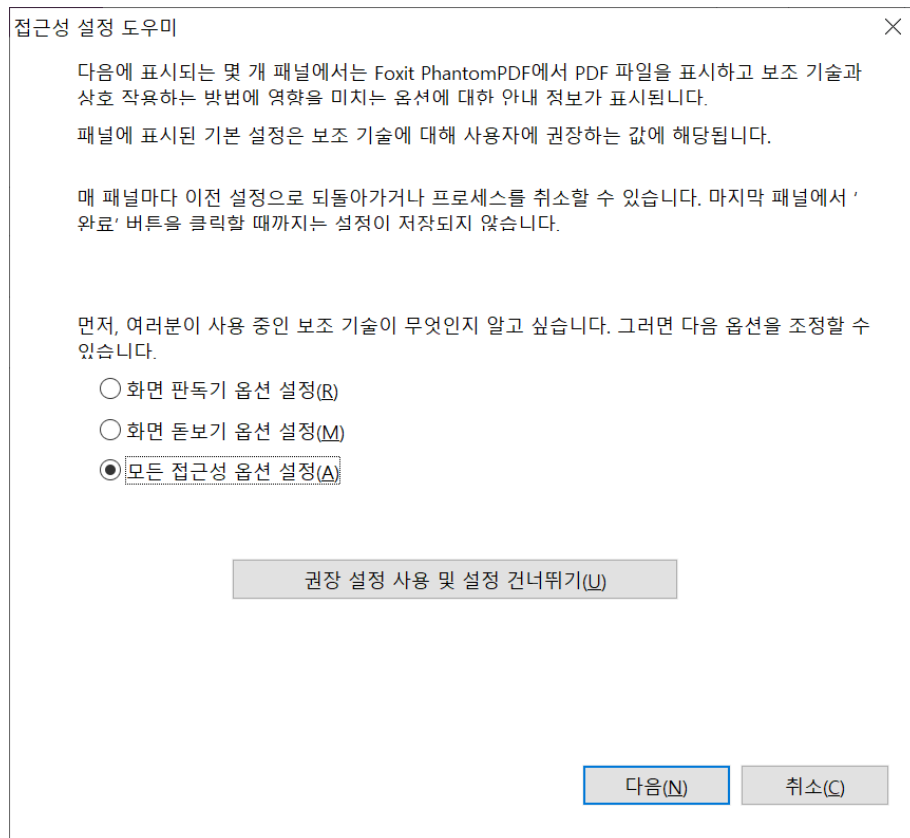 접근성 설정 도우미
다음에 표시되는 몇 개 패널에서는 Foxit PhantomPDF에서 PDF 파일을 표시하고 보조 기술과
상호 작용하는 방법에 영향을 미치는 옵션에 대한 안내 정보가 표시됩니다.
패널에 표시된 기본 설정은 보조 기술에 대해 사용자에 권장하는 값에 해당됩니다.
매 패널마다 이전 설정으로 되돌아가거나 프로세스를 취소할 수 있습니다. 마지막 패널에서 '
완료' 버튼을 클릭할 때까지는 설정이 저장되지 않습니다.
먼저, 여러분이 사용 중인 보조 기술이 무엇인지 알고 싶습니다. 그러면 다음 옵션을 조정할 수
있습니다.
화면 판독기 옵션 설정(R)
화면 돋보기 옵션 설정(M)
모든 접근성 옵션 설정(A)
권장 설정 사용 및 설정 건너뛰기(U)
다음(N) 취소(C)